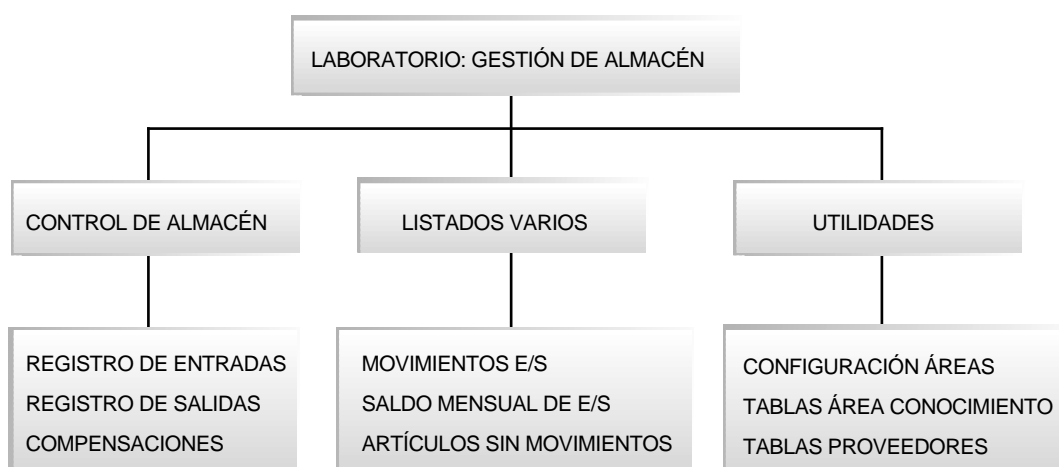 LABORATORIO: GESTIÓN DE ALMACÉN
CONTROL DE ALMACÉN
LISTADOS VARIOS
UTILIDADES
REGISTRO DE ENTRADAS
REGISTRO DE SALIDAS
COMPENSACIONES
MOVIMIENTOS E/S
SALDO MENSUAL DE E/S
ARTÍCULOS SIN MOVIMIENTOS
CONFIGURACIÓN ÁREAS
TABLAS ÁREA CONOCIMIENTO
TABLAS PROVEEDORES